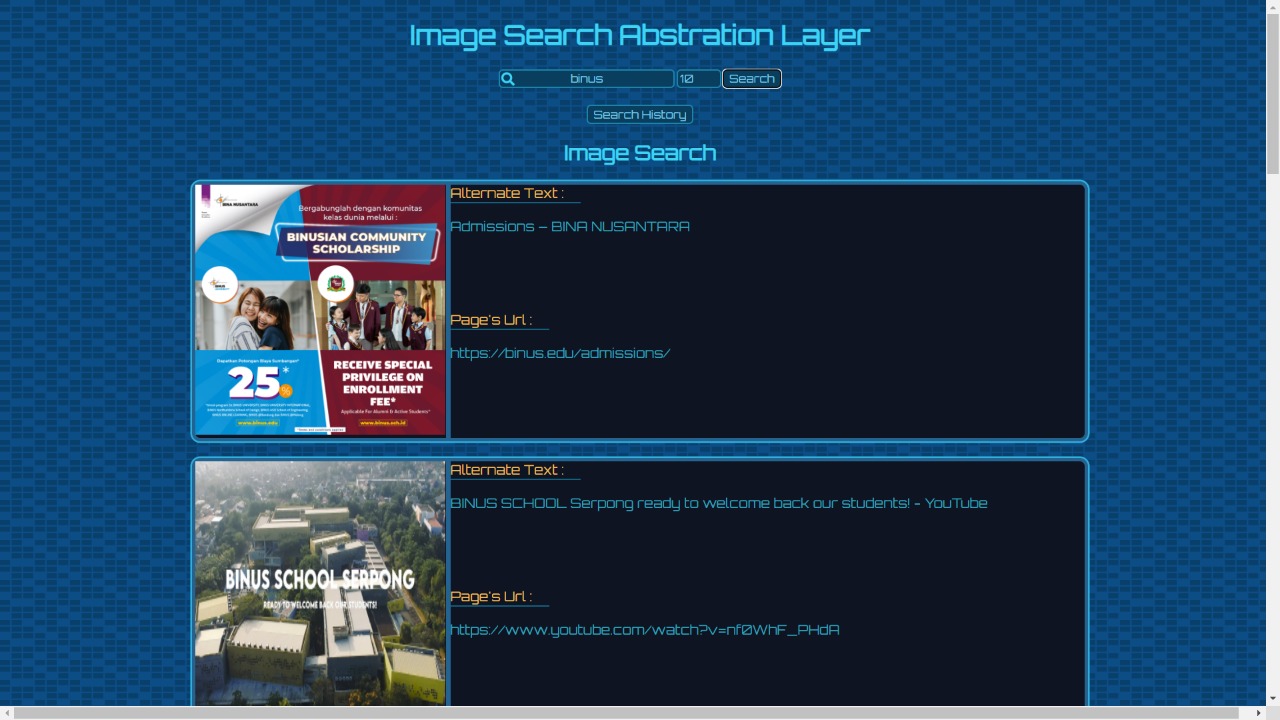 Image Search Abstration Layer
binus
10
Search
Search History
Image Search
BINA NUSANTARA
Bergabunglah dengan komunitas
kelas dunia melalui :
BINUSIAN COMMUNITY
SCHOLARSHIP
Dapatkan Potongan Biaya Sumbangan*
25%*
www.binus.edu
RECEIVE SPECIAL
PRIVILEGE ON
ENROLLMENT
FEE*
Applicable For Alumni & Active Students*
www.binus.sch.id
Alternate Text :
Admissions – BINA NUSANTARA
Page's Url :
https://binus.edu/admissions/
BINUS SCHOOL SERPONG
READY TO WELCOME BACK OUR STUDENTS!
Alternate Text :
BINUS SCHOOL Serpong ready to welcome back our students! - YouTube
Page's Url :
https://www.youtube.com/watch?v=nf0WhF_PHdA